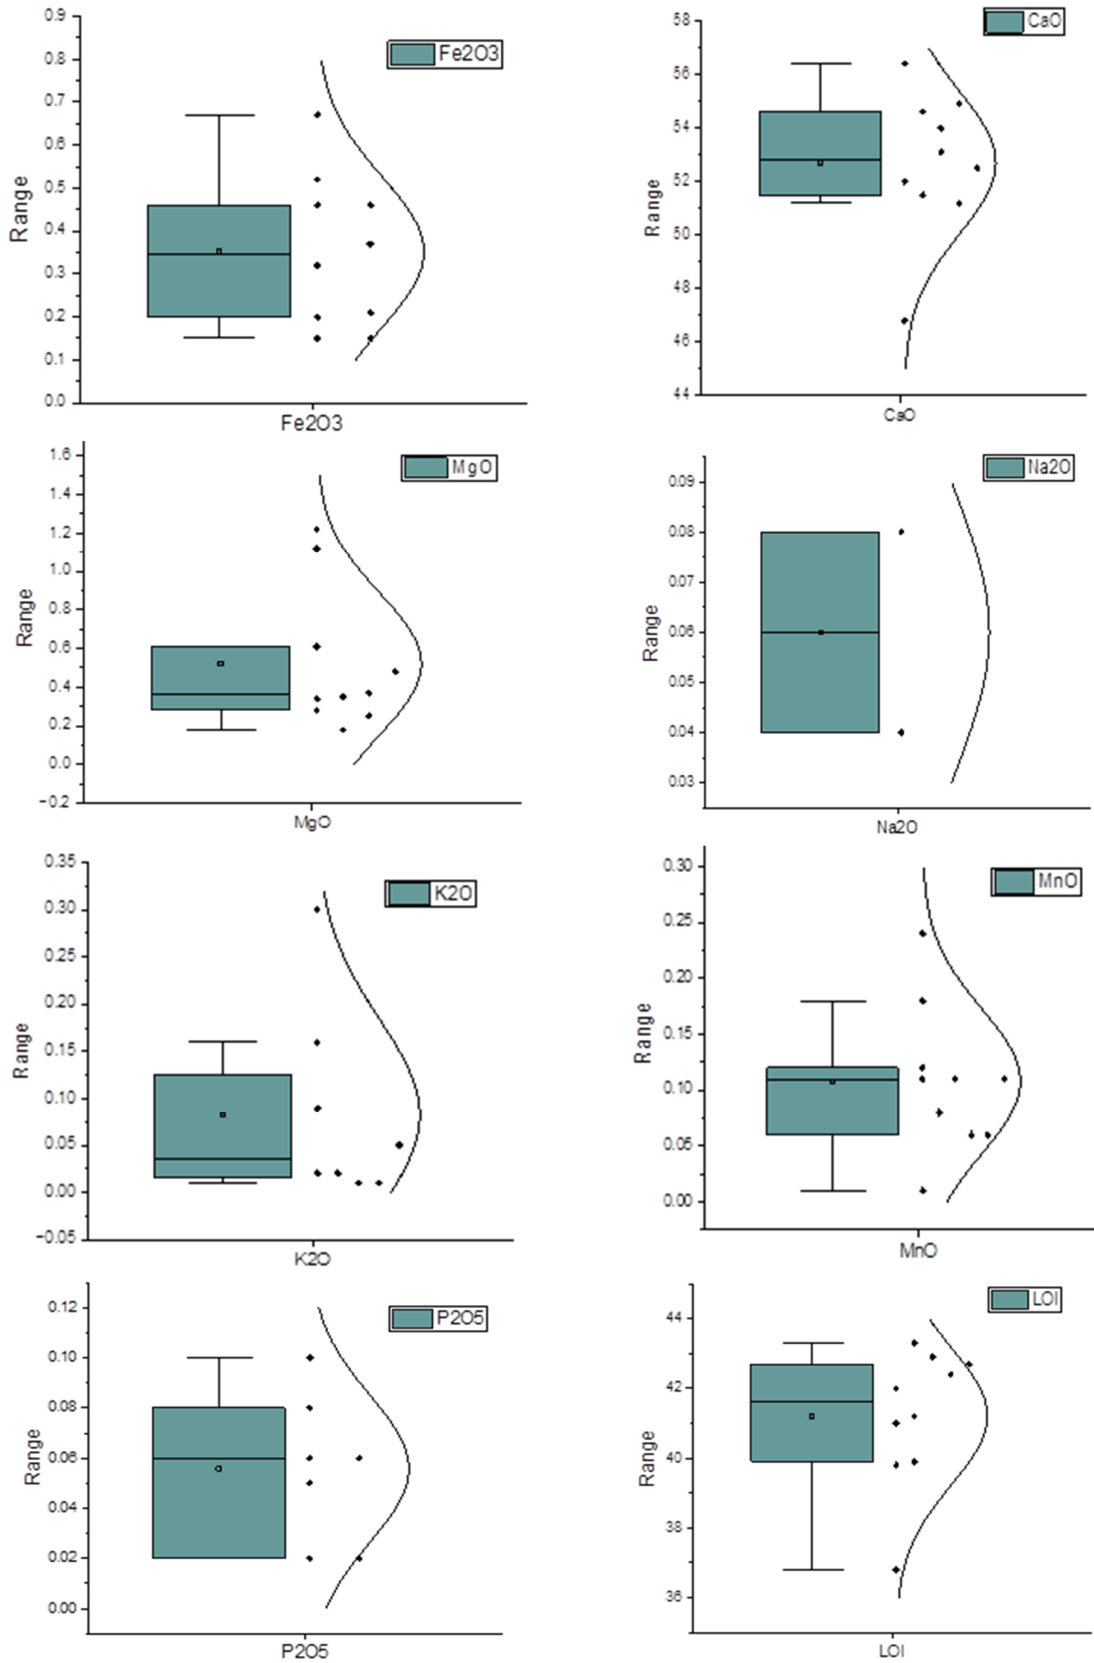 0.9
0.8
0.7
0.6
0.5
0.4
0.3
0.2
0.1
0.0
Range
Fe2O3
Fe2O3
58
56
54
52
50
48
46
44
Range
CaO
CaO
1.6
1.4
1.2
1.0
0.8
0.6
0.4
0.2
0.0
-0.2
Range
MgO
MgO
0.09
0.08
0.07
0.06
0.05
0.04
0.03
Range
Na2O
Na2O
0.35
0.30
0.25
0.20
0.15
0.10
0.05
0.00
-0.05
Range
K2O
K2O
0.30
0.25
0.20
0.15
0.10
0.05
0.00
Range
MnO
MnO
0.12
0.10
0.08
0.06
0.04
0.02
0.00
Range
P2O5
P2O5
44
42
40
38
36
Range
LOI
LOI